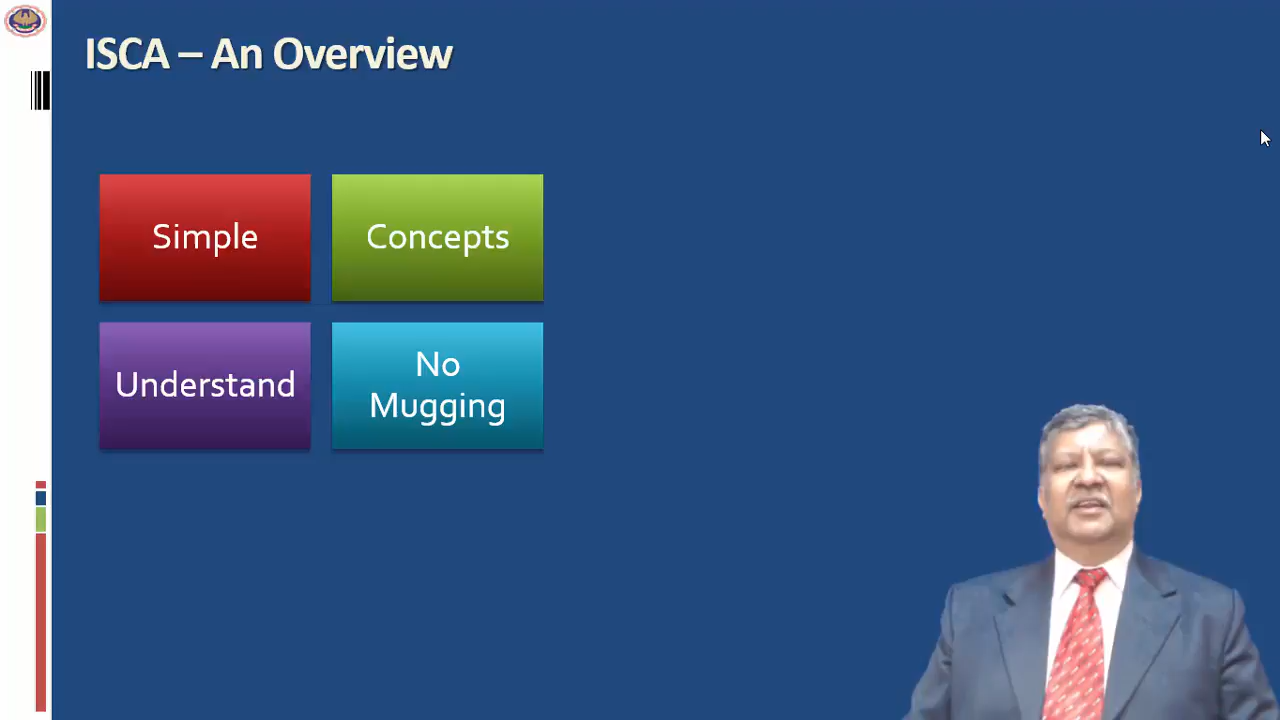 ISCA – An Overview
Simple
Concepts
Understand
No
Mugging